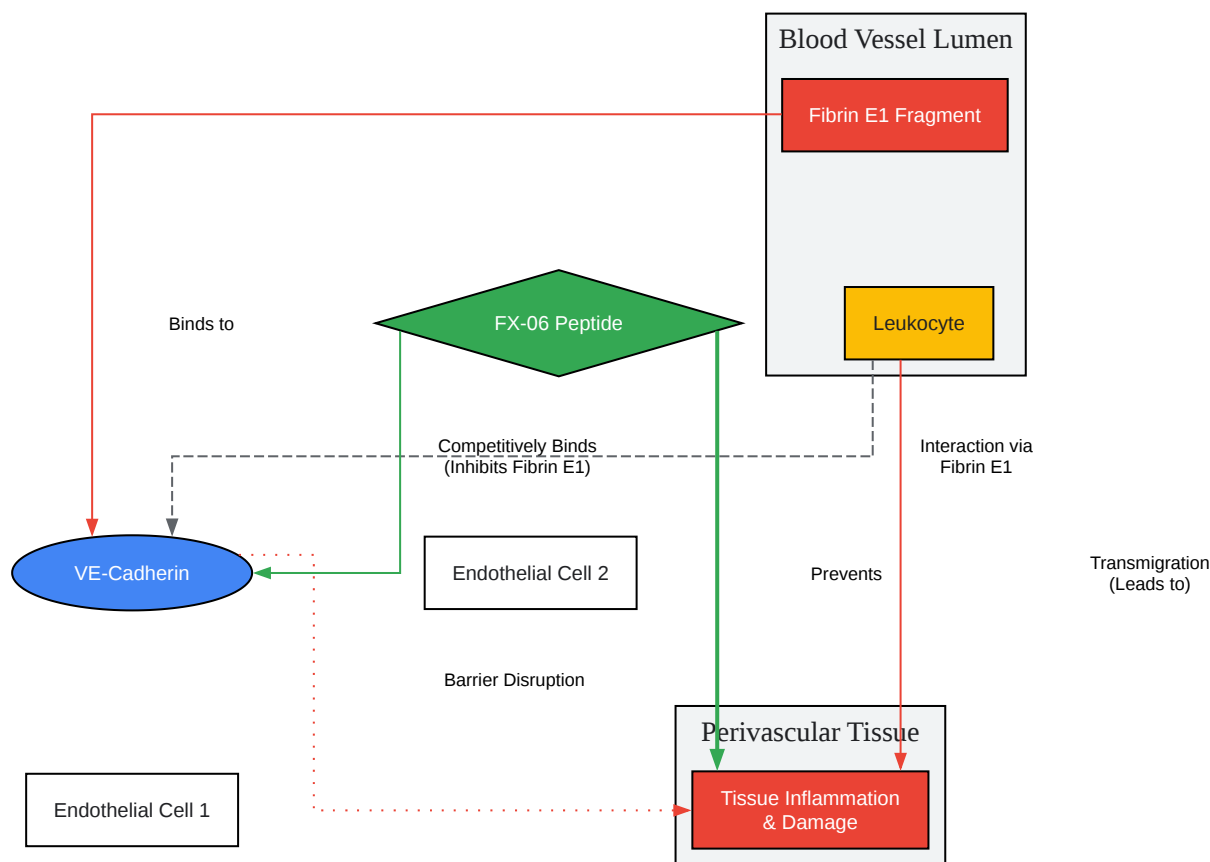 Blood Vessel Lumen
Fibrin E1 Fragment
Binds to
FX-06 Peptide
Leukocyte
Competitively Binds
(Inhibits Fibrin E1)
Interaction via
Fibrin E1
VE-Cadherin
Endothelial Cell 2
Prevents
Transmigration
(Leads to)
Barrier Disruption
Perivascular Tissue
Endothelial Cell 1
Tissue Inflammation
& Damage